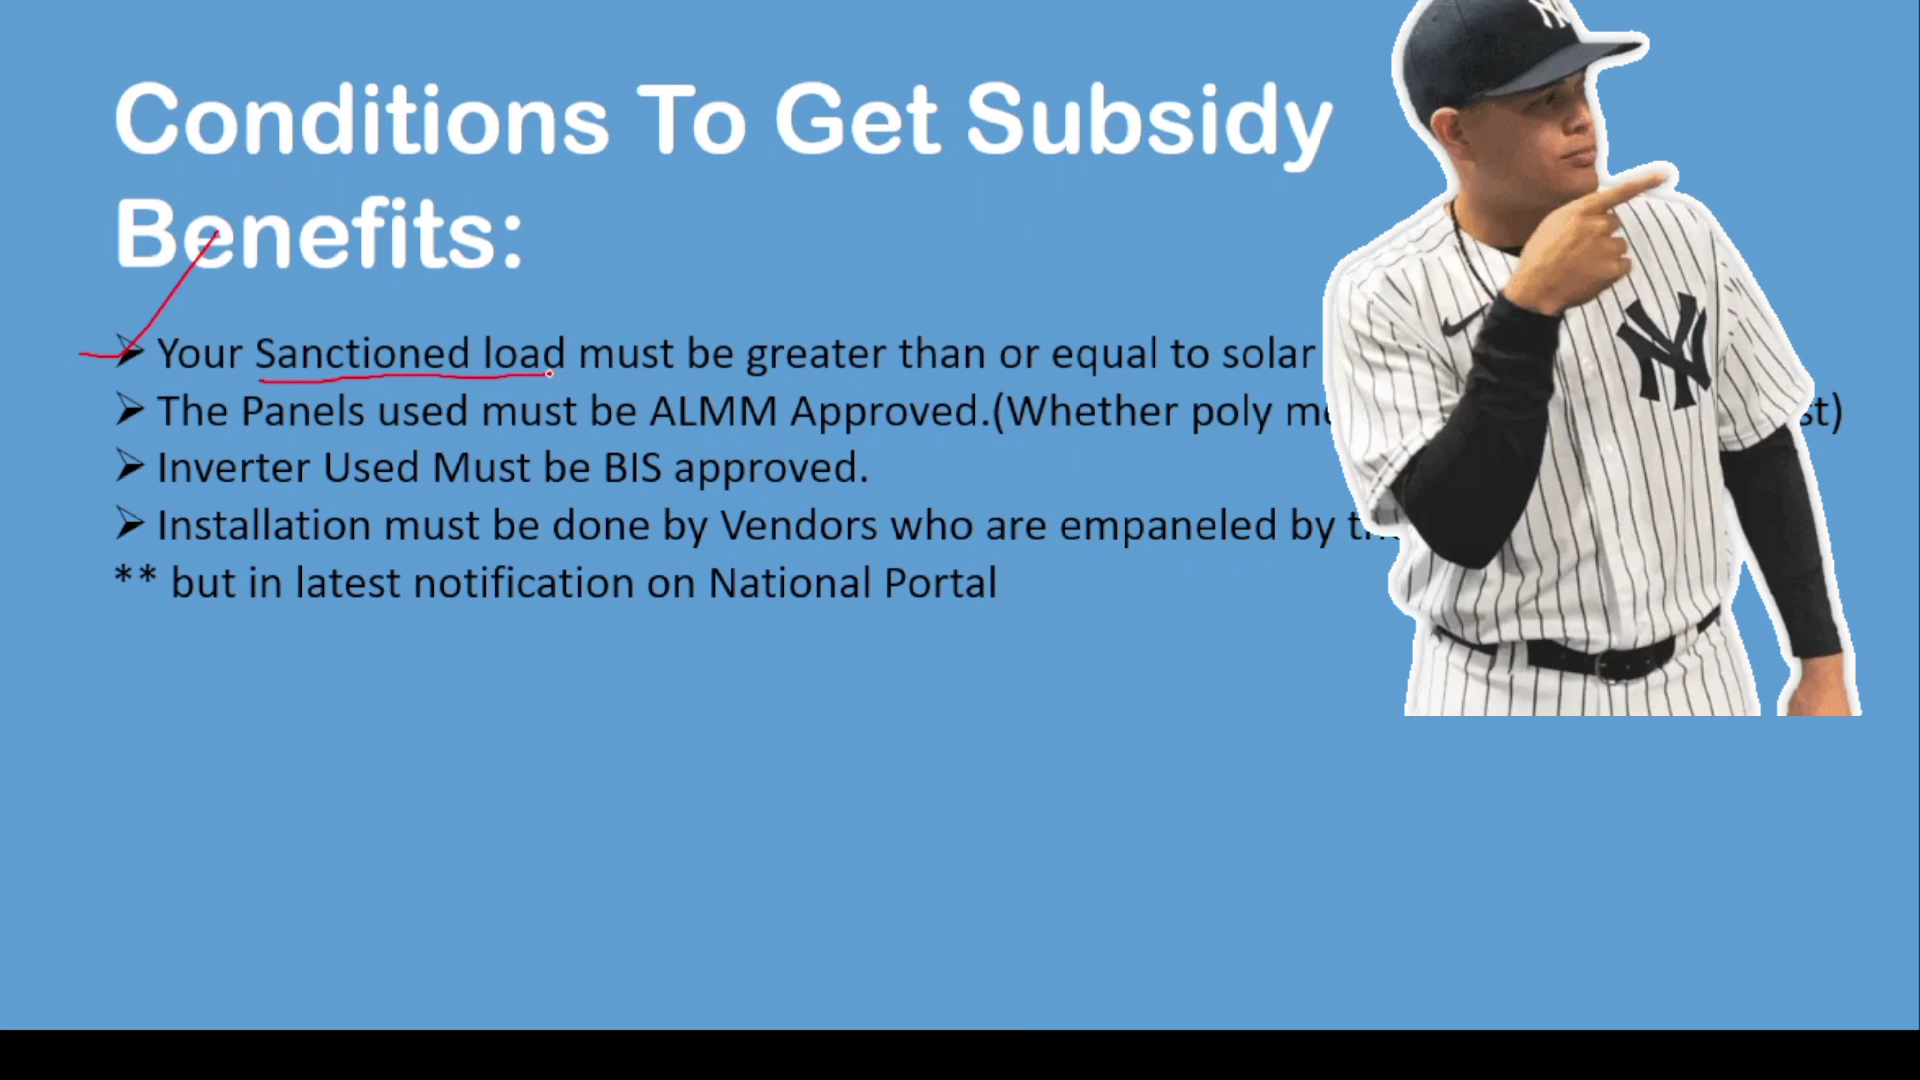 Conditions To Get Subsidy
Benefits:
➢ Your Sanctioned load must be greater than or equal to solar
➢ The Panels used must be ALMM Approved.(Whether poly
➢ Inverter Used Must be BIS approved.
➢ Installation must be done by Vendors who are empaneled by
** but in latest notification on National Portal
NY
NY